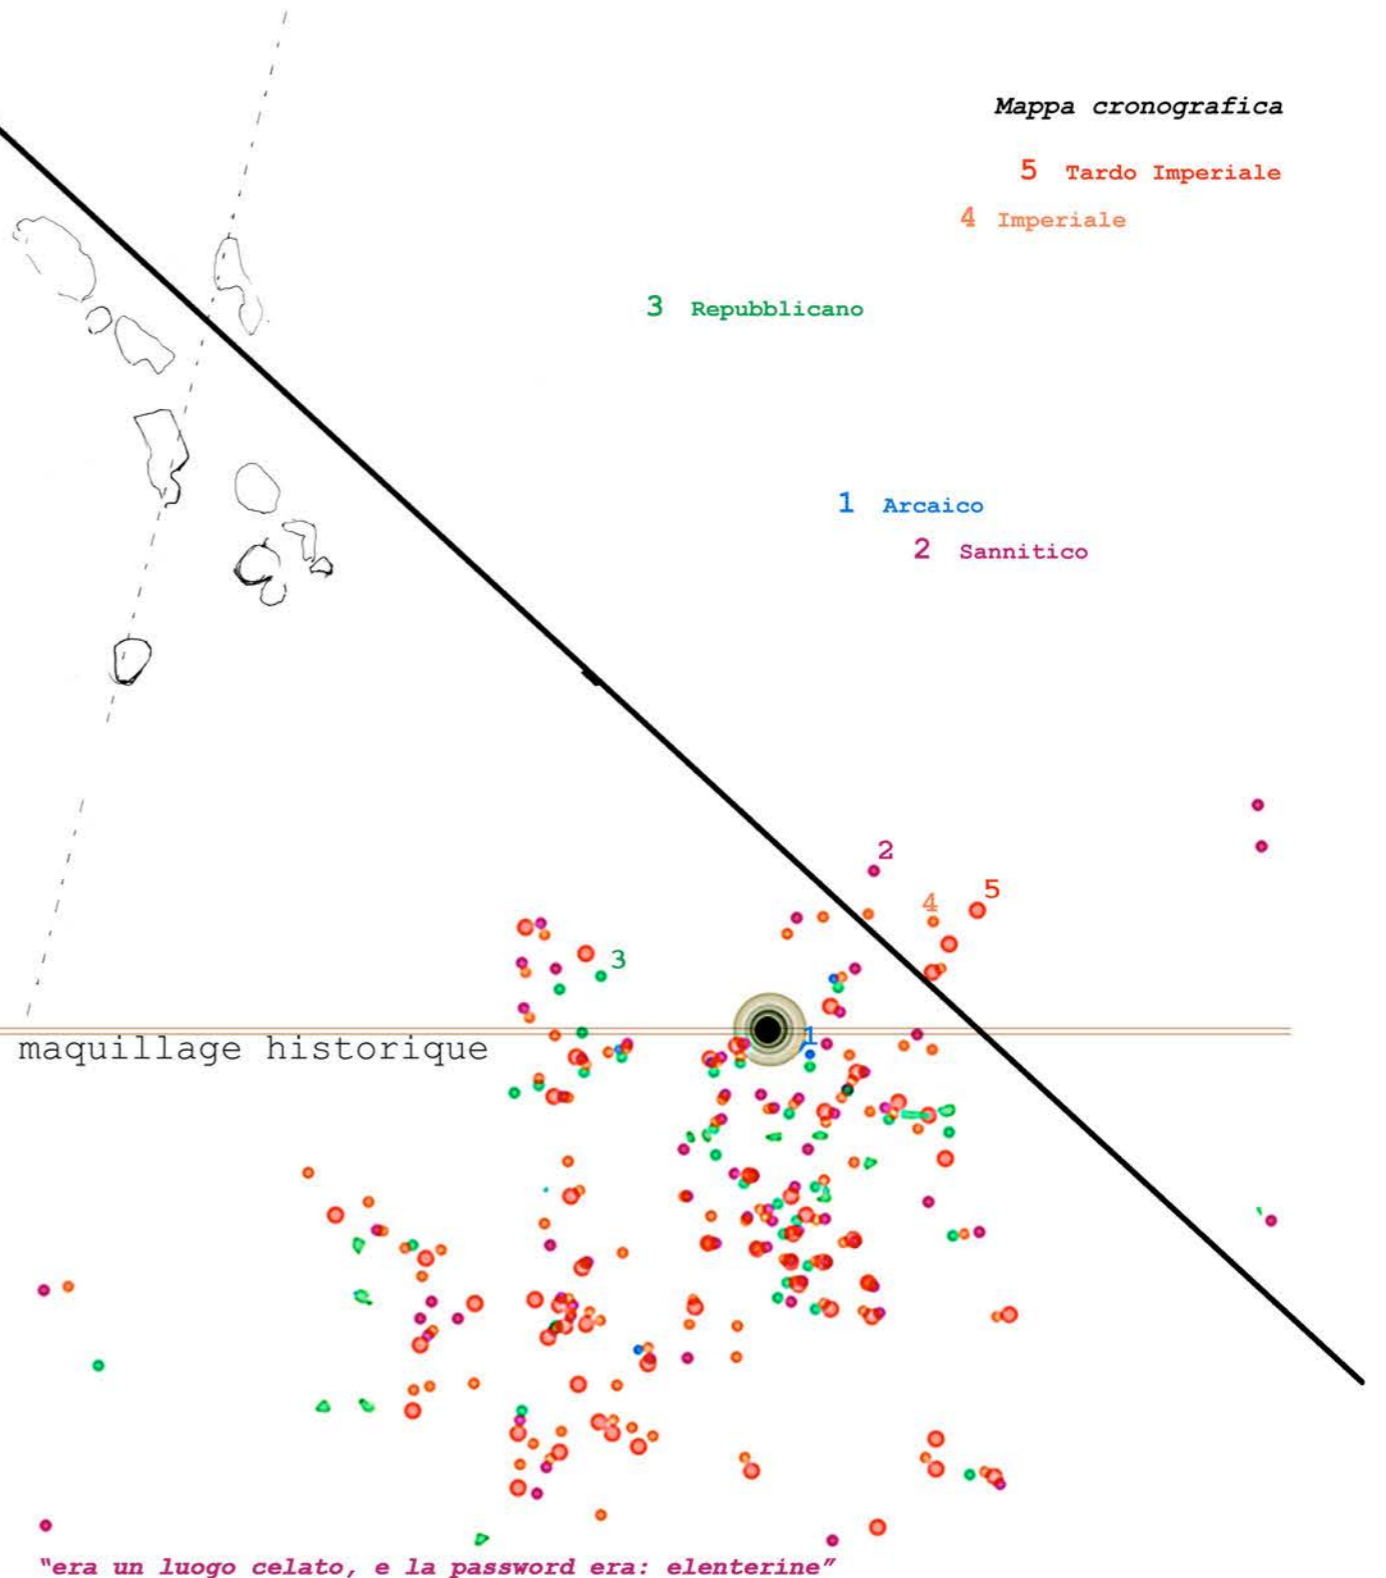 Mappa cronografica
5 Tardo Imperiale
4 Imperiale
3 Repubblicano
1 Arcaico
2 Sannitico
2
5
4
3
1
maquillage historique
“era un luogo celato, e la password era: elenterine”